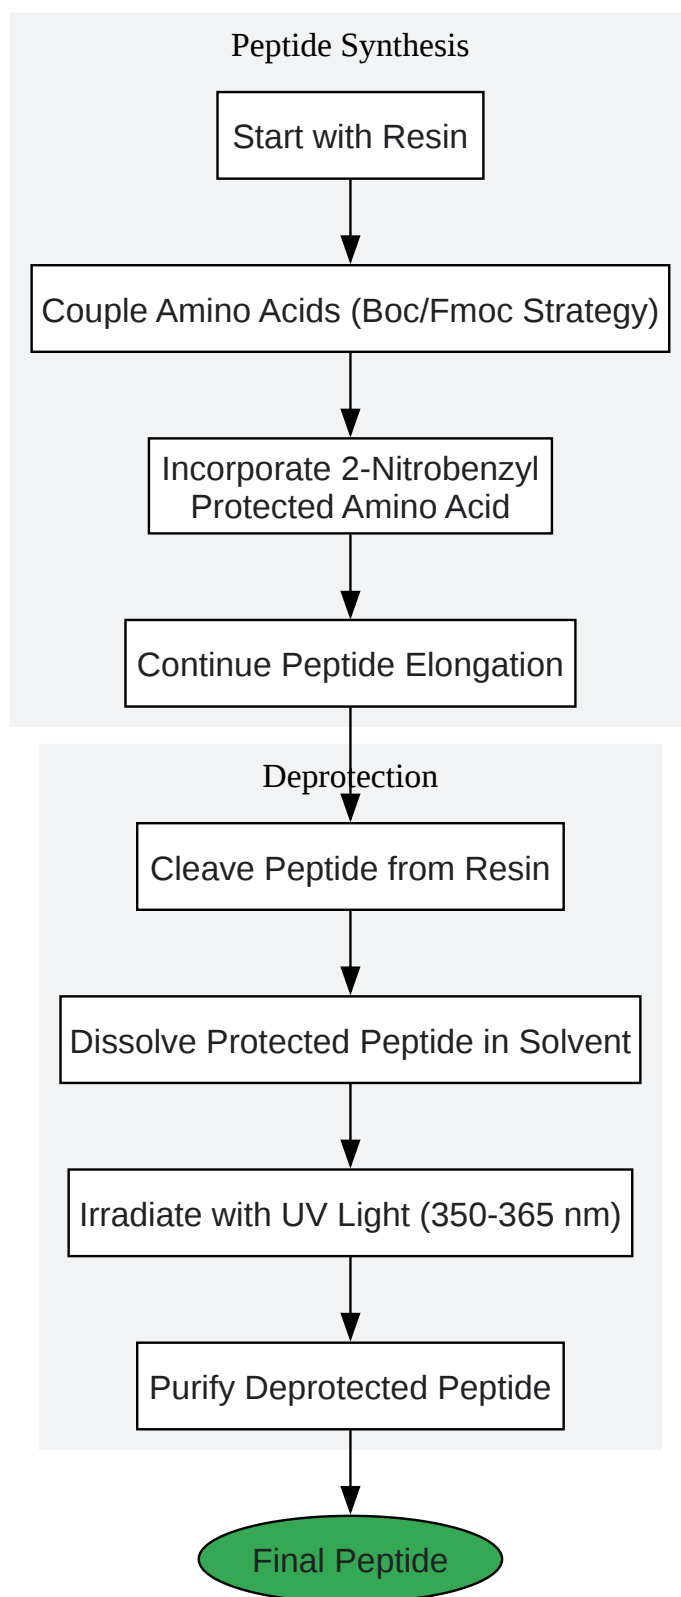 Peptide Synthesis
Start with Resin
Couple Amino Acids (Boc/Fmoc Strategy)
Incorporate 2-Nitrobenzyl
Protected Amino Acid
Continue Peptide Elongation
Deprotection
Cleave Peptide from Resin
Dissolve Protected Peptide in Solvent
Irradiate with UV Light (350-365 nm)
Purify Deprotected Peptide
Final Peptide